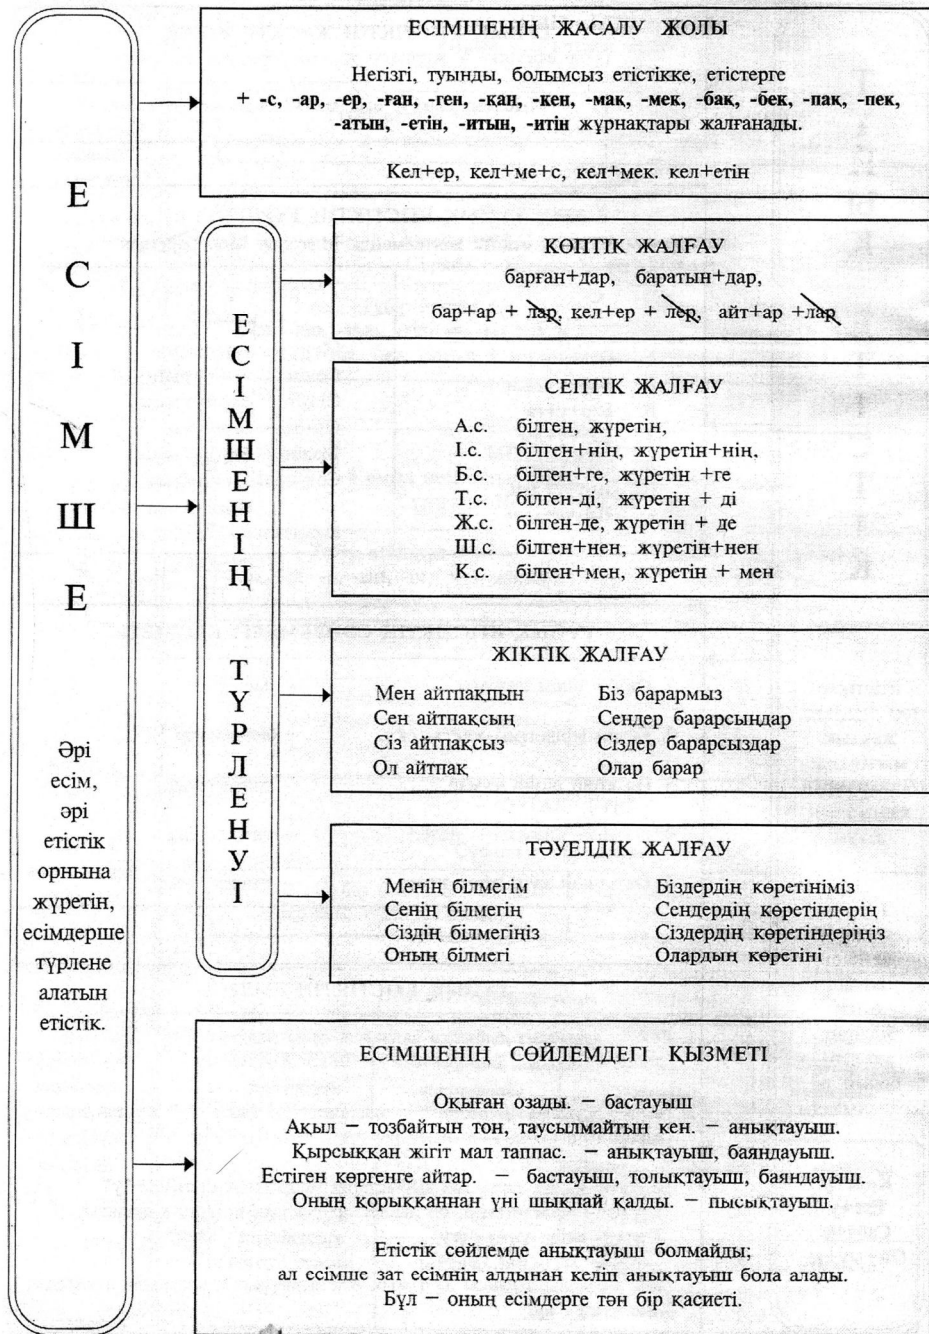 ЕСІМШЕ
Әрі
есім,
әрі
етістік
орнына
жүретін,
есімдерше
түрлене
алатын
етістік.
ЕСІМШЕНІҢ ЖАСАЛУ ЖОЛЫ
Негізгі, туынды, болымсыз етістікке, етістерге
+ -с, -ар, -ер, -ған, -ген, -қан, -кен, -мақ, -мек, -бақ, -бек, -пақ, -пек,
-атын, -етін, -итын, -итін жұрнақтары жалғанады.
Кел+ер, кел+ме+с, кел+мек. кел+етін
ЕСІМШЕНІҢ ТҮРЛЕНУІ
КӨПТІК ЖАЛҒАУ
барған+дар, баратын+дар,
бар+ар + лар, кел+ер + лер, айт+ар +лар
СЕПТІК ЖАЛҒАУ
А.с. білген, жүретін,
І.с. білген+нің, жүретін+нің,
Б.с. білген+ге, жүретін +ге
Т.с. білген-ді, жүретін + ді
Ж.с. білген-де, жүретін + де
Ш.с. білген+нен, жүретін+нен
К.с. білген+мен, жүретін + мен
ЖІКТІК ЖАЛҒАУ
Мен айтпақпын Біз барармыз
Сен айтпақсың Сендер барарсыңдар
Сіз айтпақсыз Сіздер барарсыздар
Ол айтпақ Олар барар
ТӘУЕЛДІК ЖАЛҒАУ
Менің білмегім Біздердің көретініміз
Сенің білмегің Сендердің көретіндерің
Сіздің білмегіңіз Сіздердің көретіндеріңіз
Оның білмегі Олардың көретіні
ЕСІМШЕНІҢ СӨЙЛЕМДЕГІ ҚЫЗМЕТІ
Оқыған озады. – бастауыш
Ақыл – тозбайтын тон, таусылмайтын кен. – анықтауыш.
Қырсыққан жігіт мал таппас. – анықтауыш, баяндауыш.
Естіген көргенге айтар. – бастауыш, толықтауыш, баяндауыш.
Оның қорыққаннан үні шықпай қалды. – пысықтауыш.
Етістік сөйлемде анықтауыш болмайды;
ал есімше зат есімнің алдынан келіп анықтауыш бола алады.
Бұл – оның есімдерге тән бір қасиеті.